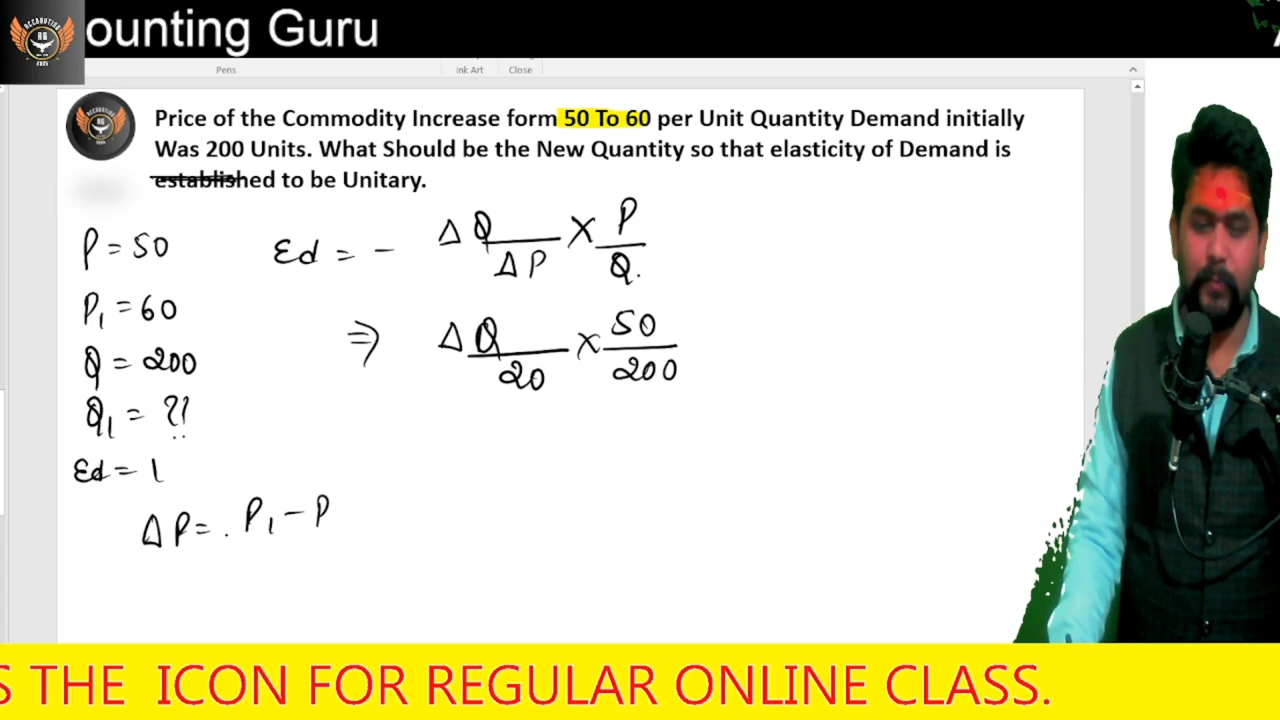 ounting Guru
Pens Ink Art Close
Price of the Commodity Increase form 50 To 60 per Unit Quantity Demand initially
Was 200 Units. What Should be the New Quantity so that elasticity of Demand is
established to be Unitary.
P = 50
Ed = - ΔQ/ΔP × P/Q
P₁ = 60
⇒ ΔQ/20 × 50/200
Q = 200
Q₁ = ??
Ed = 1
ΔP = P₁ - P
S THE ICON FOR REGULAR ONLINE CLASS.